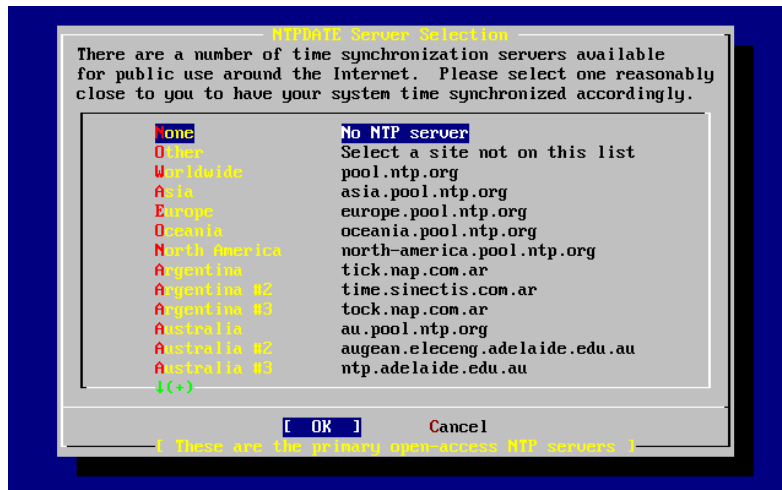 NTPDATE Server Selection
There are a number of time synchronization servers available
for public use around the Internet.  Please select one reasonably
close to you to have your system time synchronized accordingly.
None No NTP server
Other Select a site not on this list
Worldwide pool.ntp.org
Asia asia.pool.ntp.org
Europe europe.pool.ntp.org
Oceania oceania.pool.ntp.org
North America north-america.pool.ntp.org
Argentina tick.nap.com.ar
Argentina #2 time.sinectis.com.ar
Argentina #3 tock.nap.com.ar
Australia au.pool.ntp.org
Australia #2 augean.eleceng.adelaide.edu.au
Australia #3 ntp.adelaide.edu.au
↓(+)
[ OK ] Cancel
[ These are the primary open-access NTP servers ]